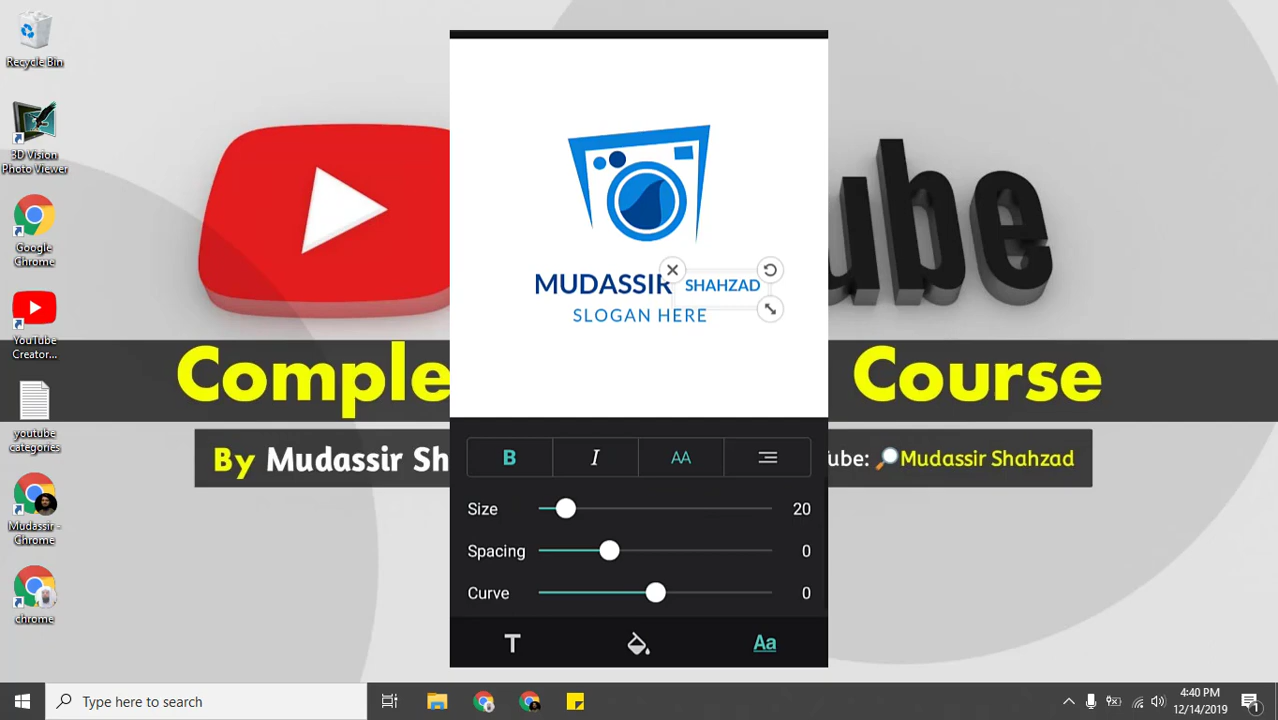 Recycle Bin
3D Vision
Photo Viewer
Google
Chrome
YouTube
Creator...
youtube
categories
Mudassir -
Chrome
chrome
MUDASSIR SHAHZAD
SLOGAN HERE
ube
Comple Course
By Mudassir Sh Tube: Mudassir Shahzad
B I AA
Size 20
Spacing 0
Curve 0
T Aa
Type here to search
4:40 PM
12/14/2019
1